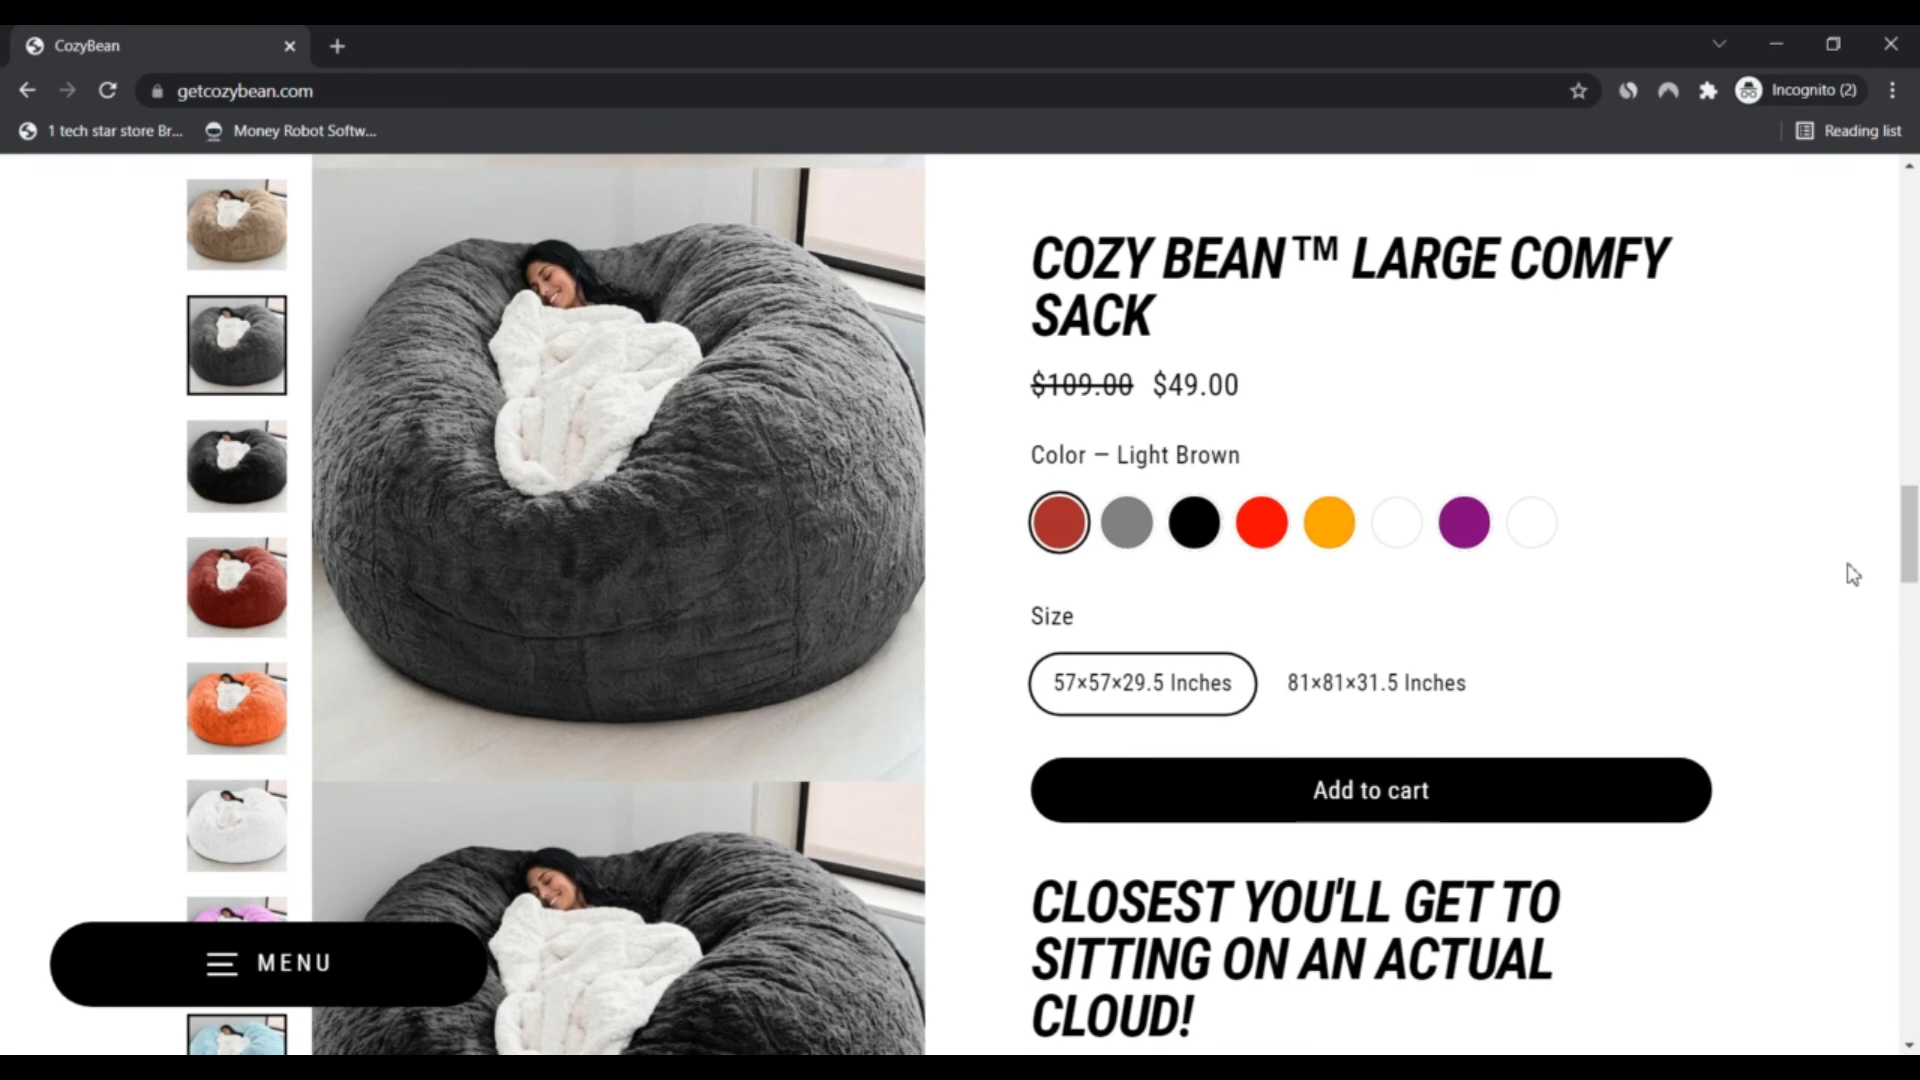 CozyBean
getcozybean.com
Incognito (2)
1 tech star store Br...
Money Robot Softw...
Reading list
COZY BEAN™ LARGE COMFY
SACK
$109.00 $49.00
Color — Light Brown
Size
57×57×29.5 Inches
81×81×31.5 Inches
Add to cart
CLOSEST YOU'LL GET TO
SITTING ON AN ACTUAL
CLOUD!
MENU